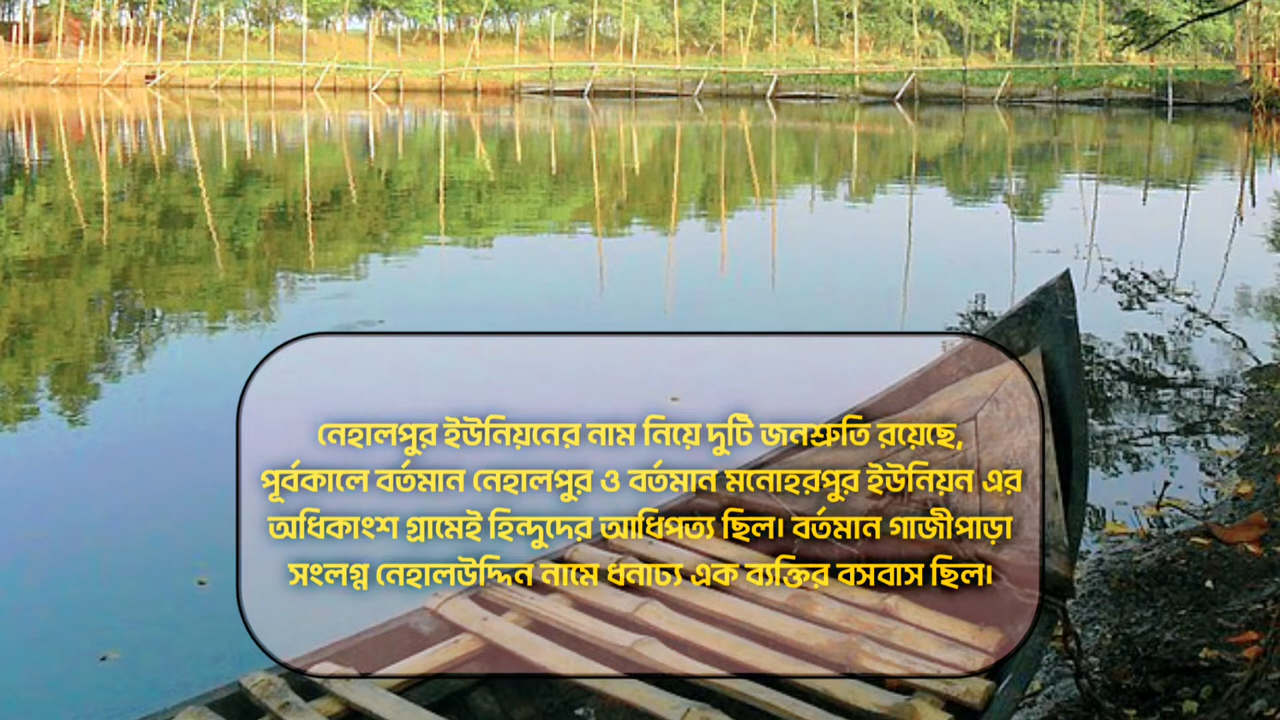 নেহালপুর ইউনিয়নের নাম নিয়ে দুটি জনশ্রুতি রয়েছে,
পূর্বকালে বর্তমান নেহালপুর ও বর্তমান মনোহরপুর ইউনিয়ন এর
অধিকাংশ গ্রামেই হিন্দুদের আধিপত্য ছিল। বর্তমান গাজীপাড়া
সংলগ্ন নেহালউদ্দিন নামে ধনাঢ্য এক ব্যক্তির বসবাস ছিল।